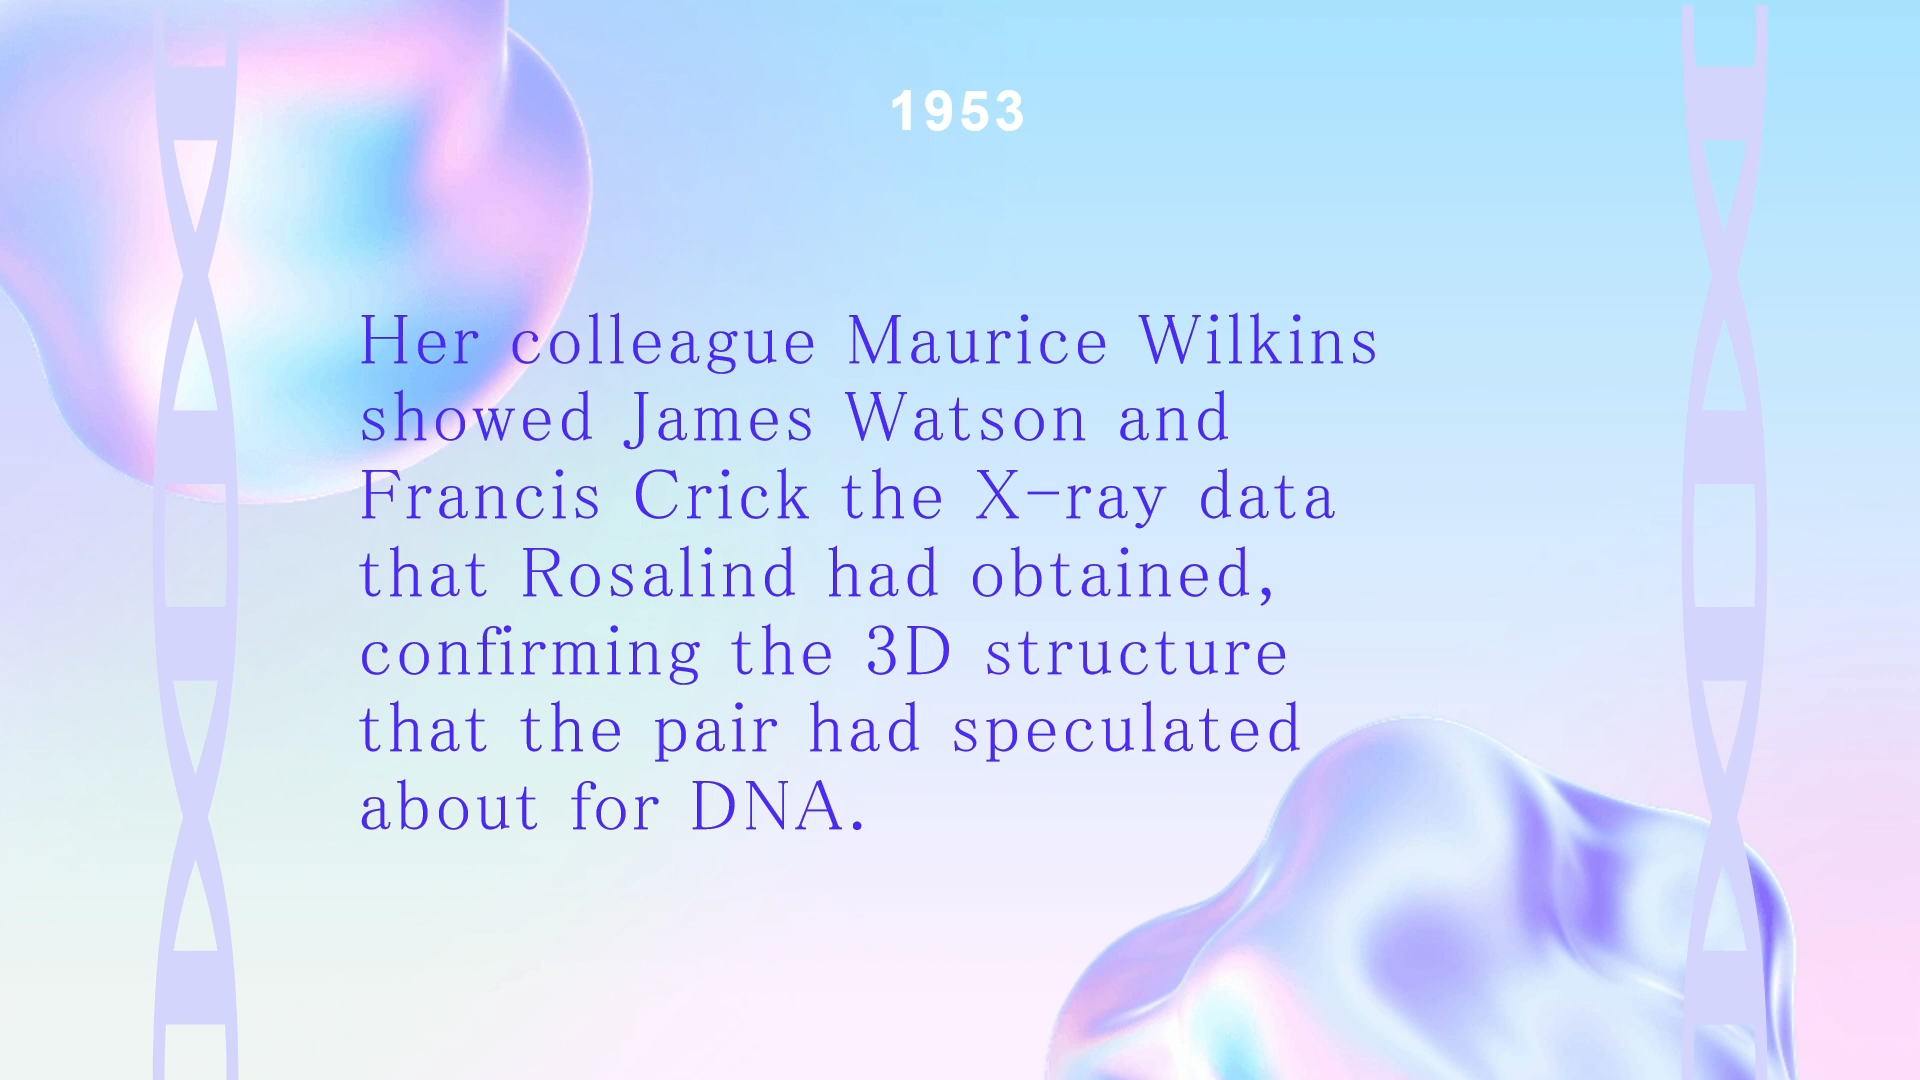 1953
Her colleague Maurice Wilkins
showed James Watson and
Francis Crick the X-ray data
that Rosalind had obtained,
confirming the 3D structure
that the pair had speculated
about for DNA.